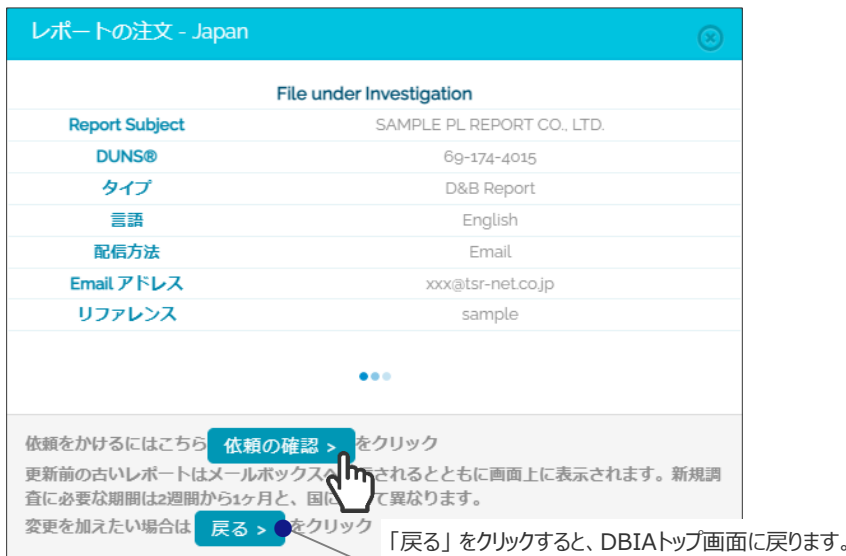 レポートの注文 - Japan
File under Investigation
Report Subject SAMPLE PL REPORT CO., LTD.
DUNS® 69-174-4015
タイプ D&B Report
言語 English
配信方法 Email
Email アドレス xxx@tsr-net.co.jp
リファレンス sample
依頼をかけるにはこちら 依頼の確認 > をクリック
更新前の古いレポートはメールボックスへ されるとともに画面上に表示されます。新規調
査に必要な期間は2週間から1ヶ月と、国に て異なります。
変更を加えたい場合は 戻る > をクリック
「戻る」をクリックすると、DBIAトップ画面に戻ります。